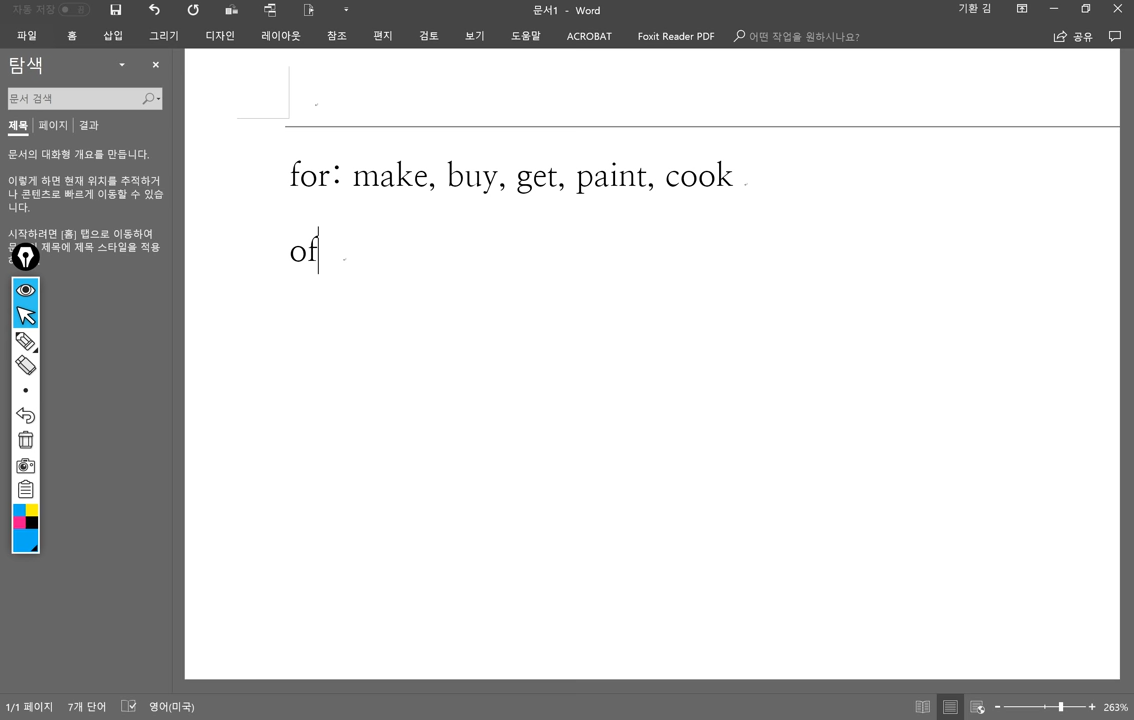 자동 저장
문서1 - Word
기환 김
파일 홈 삽입 그리기 디자인 레이아웃 참조 편지 검토 보기 도움말 ACROBAT Foxit Reader PDF 어떤 작업을 원하시나요? 공유
탐색
문서 검색
제목 페이지 결과
문서의 대화형 개요를 만듭니다.
이렇게 하면 현재 위치를 추적하거
나 콘텐츠로 빠르게 이동할 수 있습
니다.
시작하려면 [홈] 탭으로 이동하여
제목에 제목 스타일을 적용
for: make, buy, get, paint, cook
of
1/1 페이지 7개 단어 영어(미국) 263%